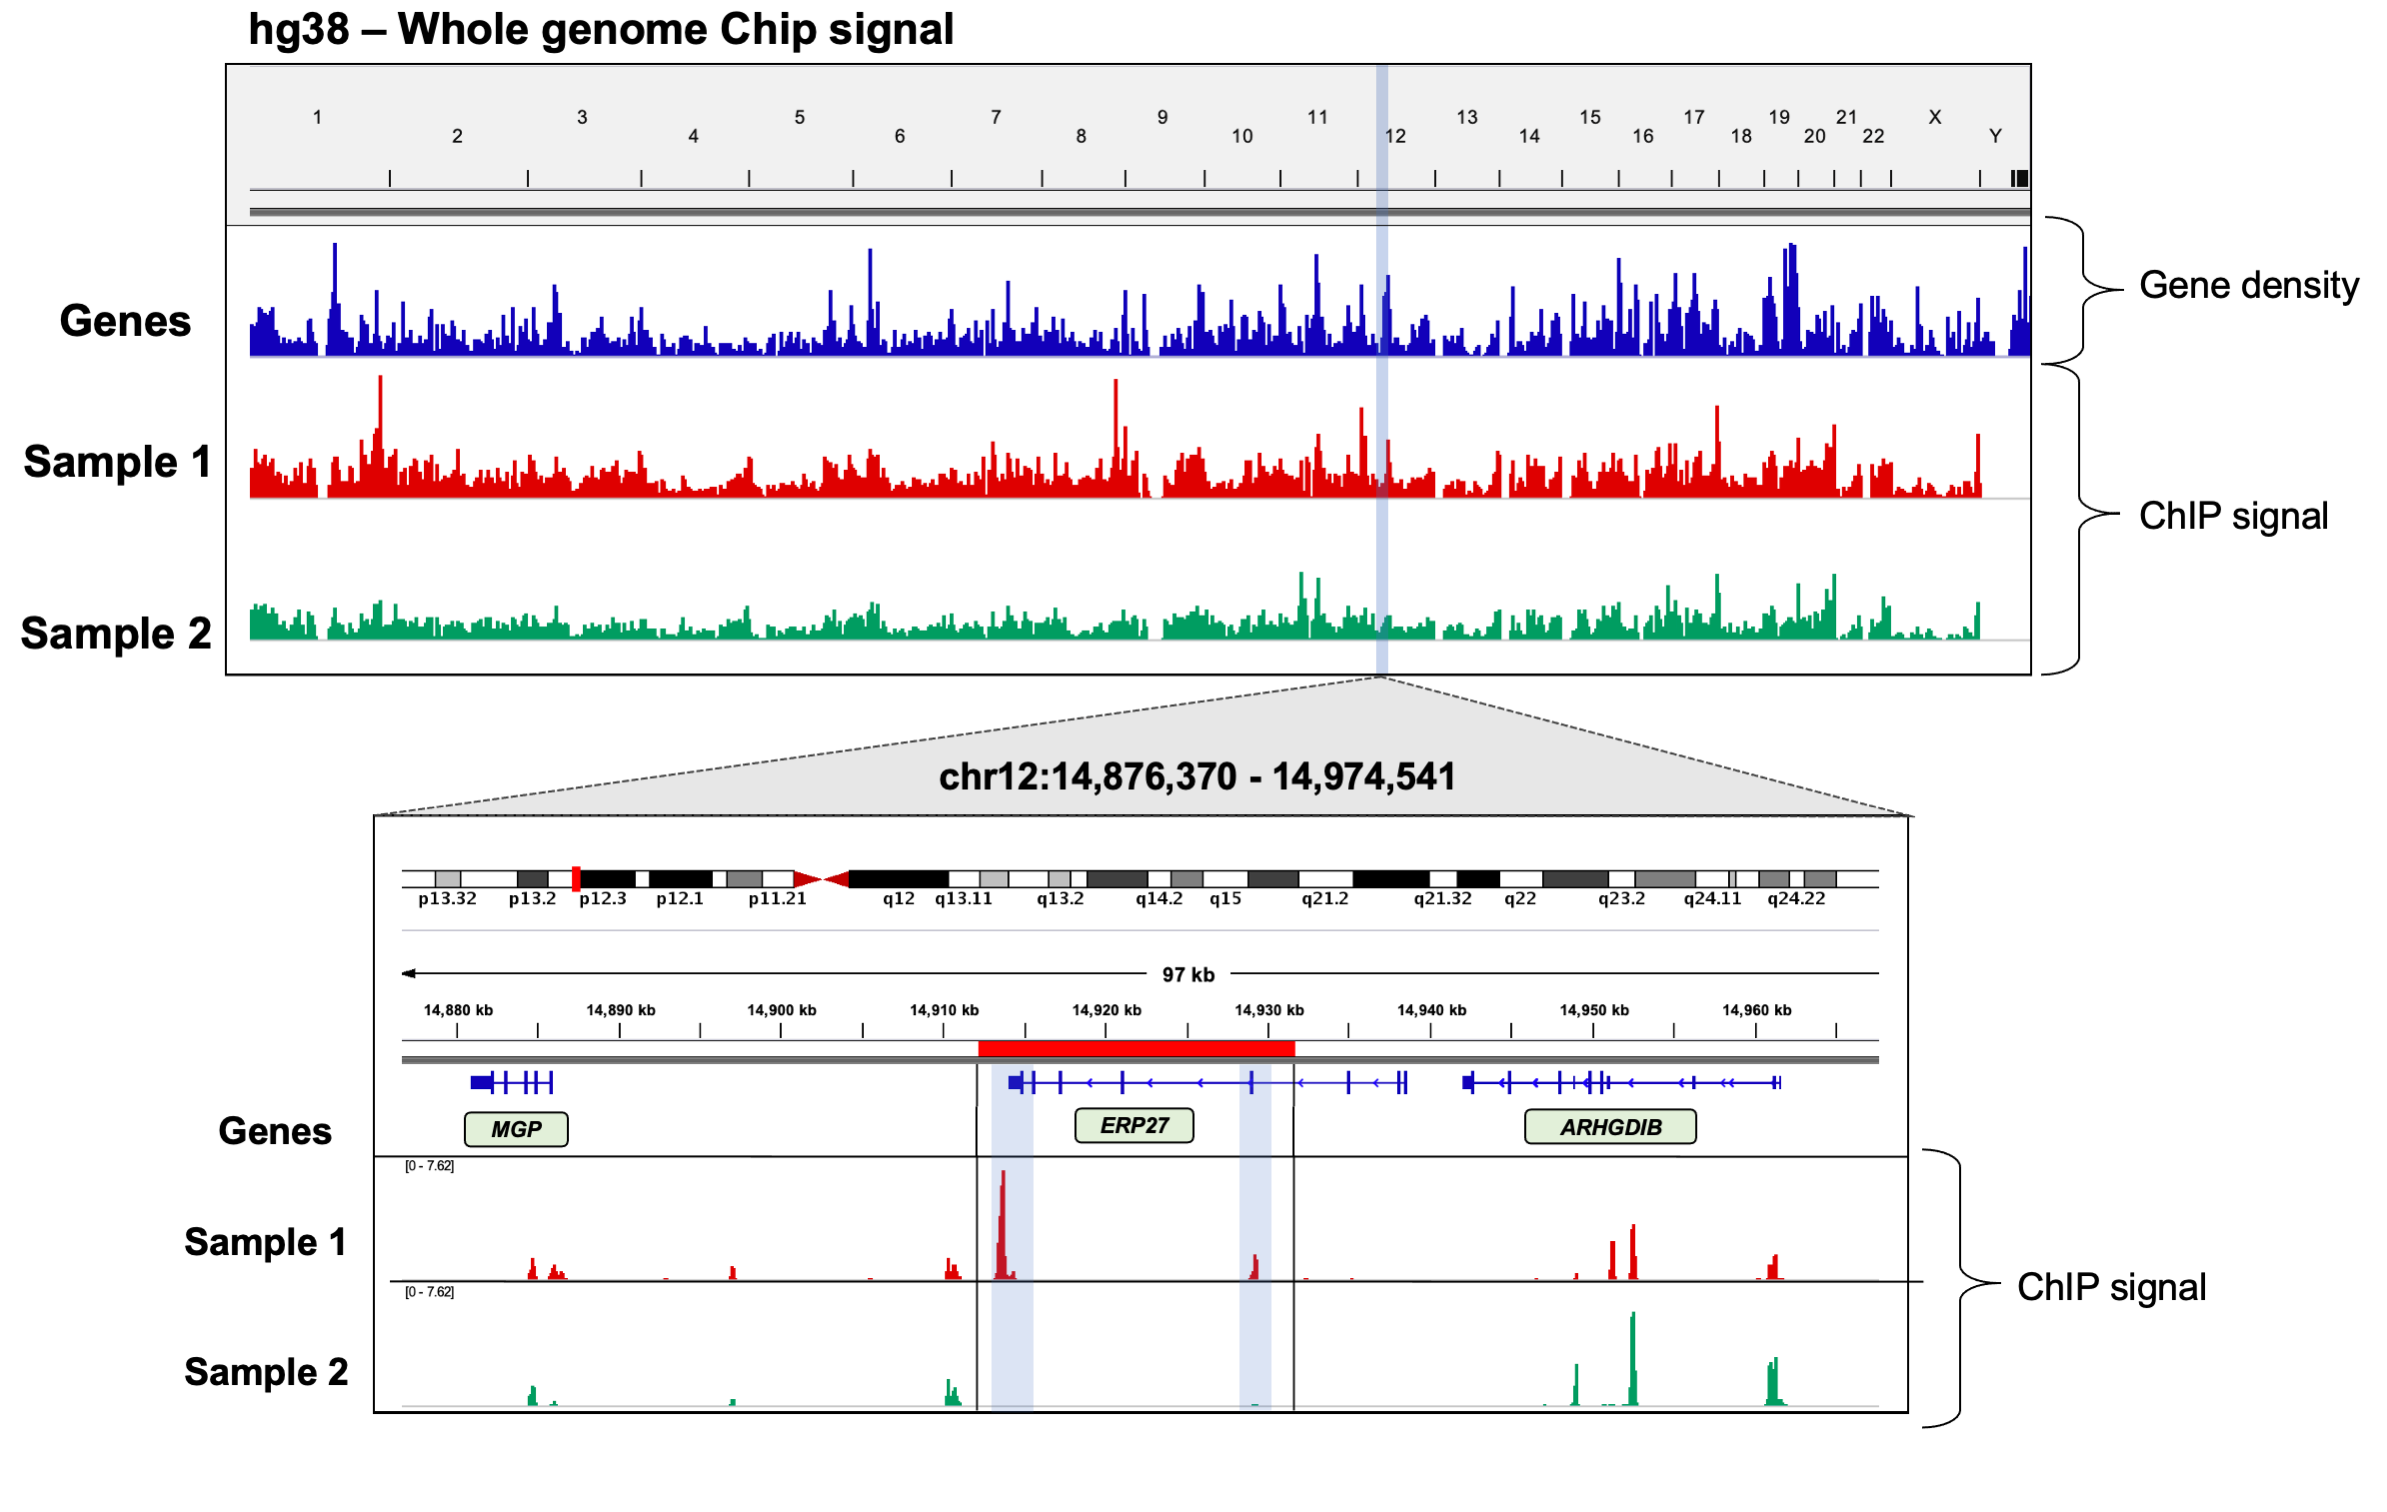 hg38 – Whole genome Chip signal
1 3 5 7 9 11 13 15 17 19 21 X
2 4 6 8 10 12 14 16 18 20 22 Y
Genes
Gene density
Sample 1
ChIP signal
Sample 2
chr12:14,876,370 - 14,974,541
p13.32 p13.2 p12.3 p12.1 p11.21 q12 q13.11 q13.2 q14.2 q15 q21.2 q21.32 q22 q23.2 q24.11 q24.22
97 kb
14,880 kb 14,890 kb 14,900 kb 14,910 kb 14,920 kb 14,930 kb 14,940 kb 14,950 kb 14,960 kb
Genes
MGP ERP27 ARHGDIB
[0 - 7.62]
Sample 1
[0 - 7.62]
ChIP signal
Sample 2